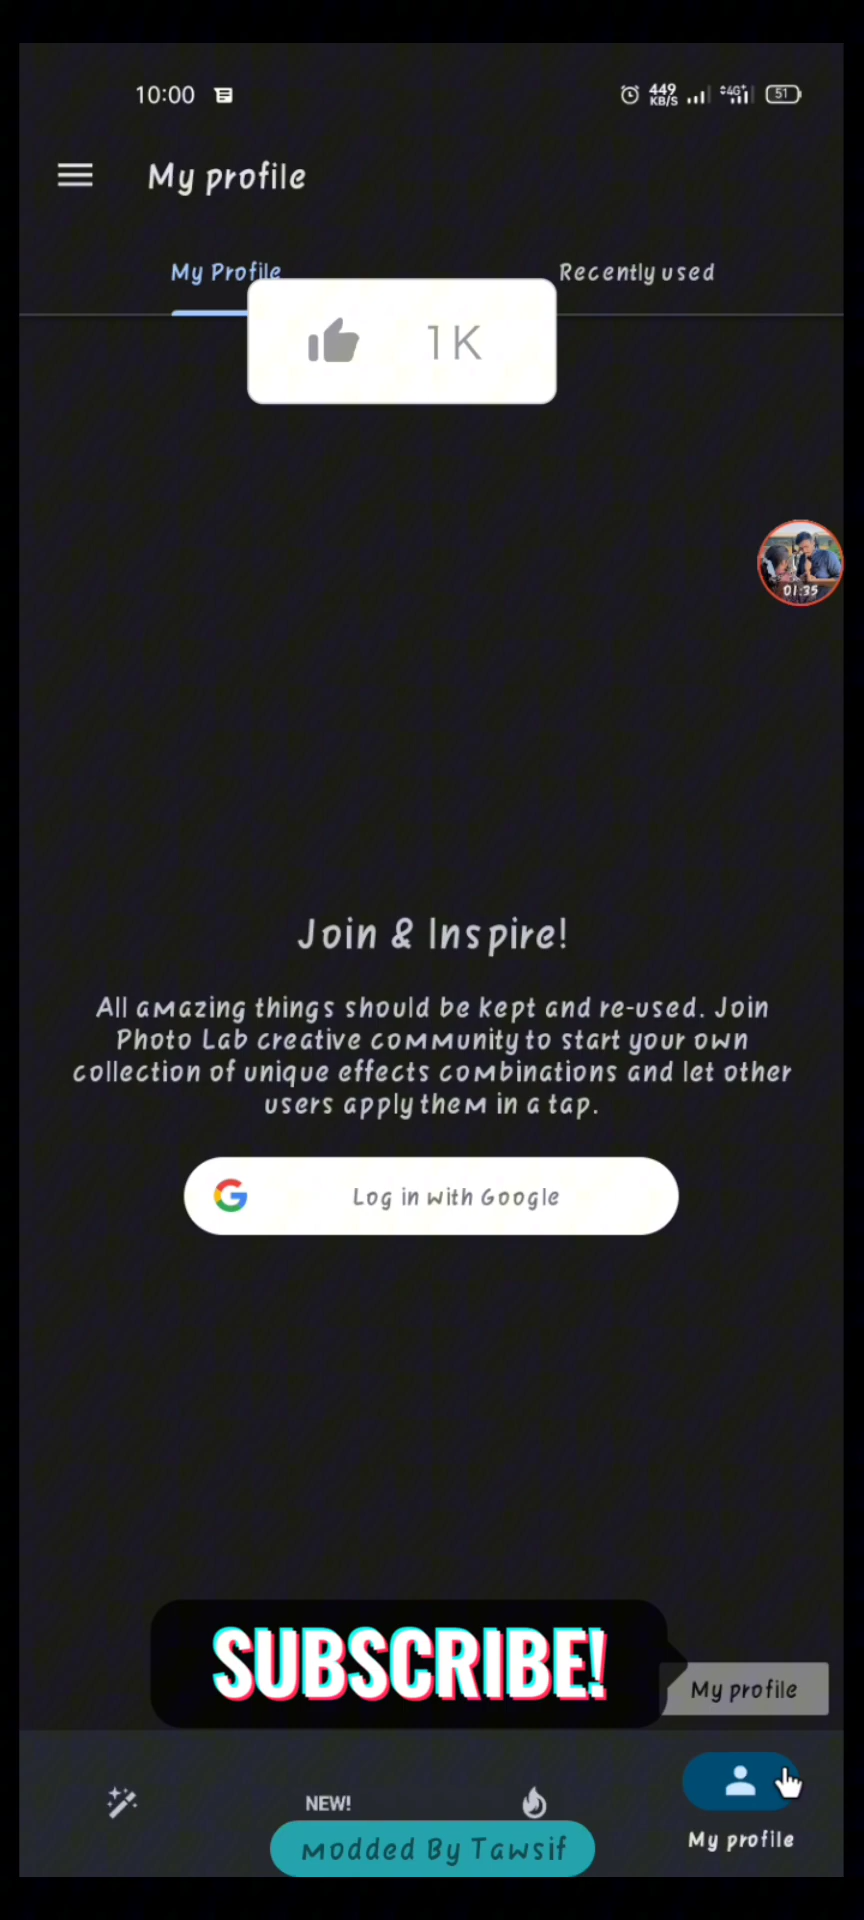 10:00
449
KB/S
4G+
51
My profile
My Profile
Recently used
1K
01:35
Join & Inspire!
All amazing things should be kept and re-used. Join
Photo Lab creative community to start your own
collection of unique effects combinations and let other
users apply them in a tap.
G
Log in with Google
SUBSCRIBE!
My profile
NEW!
My profile
Modded By Tawsif